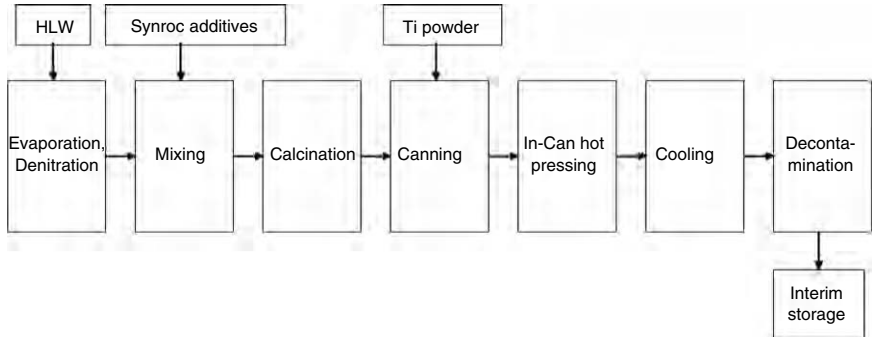 HLW
Synroc additives
Ti powder
Evaporation,
Denitration
Mixing
Calcination
Canning
In-Can hot
pressing
Cooling
Deconta-
mination
Interim
storage